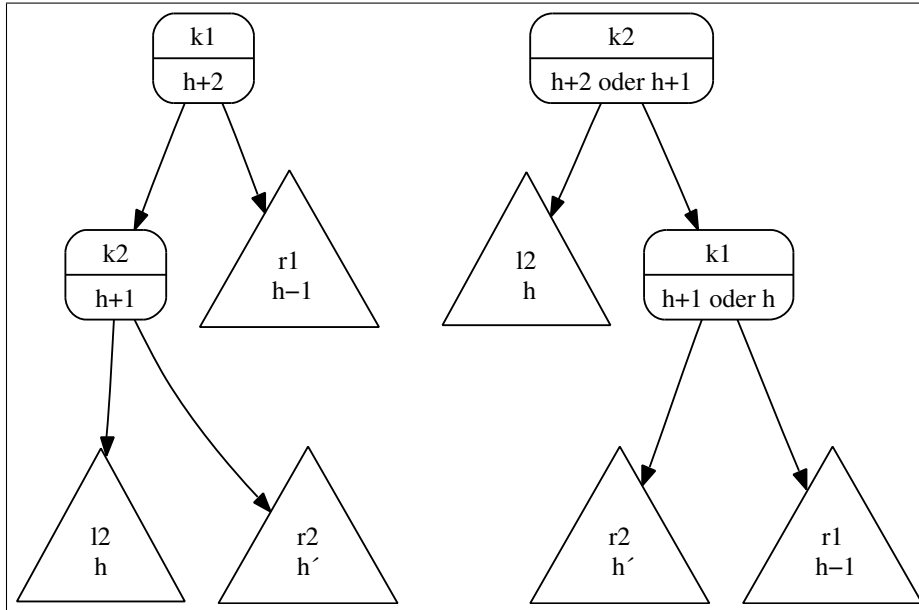 k1
h+2
k2
h+1
r1
h−1
l2
h
r2
h´
k2
h+2 oder h+1
l2
h
k1
h+1 oder h
r2
h´
r1
h−1